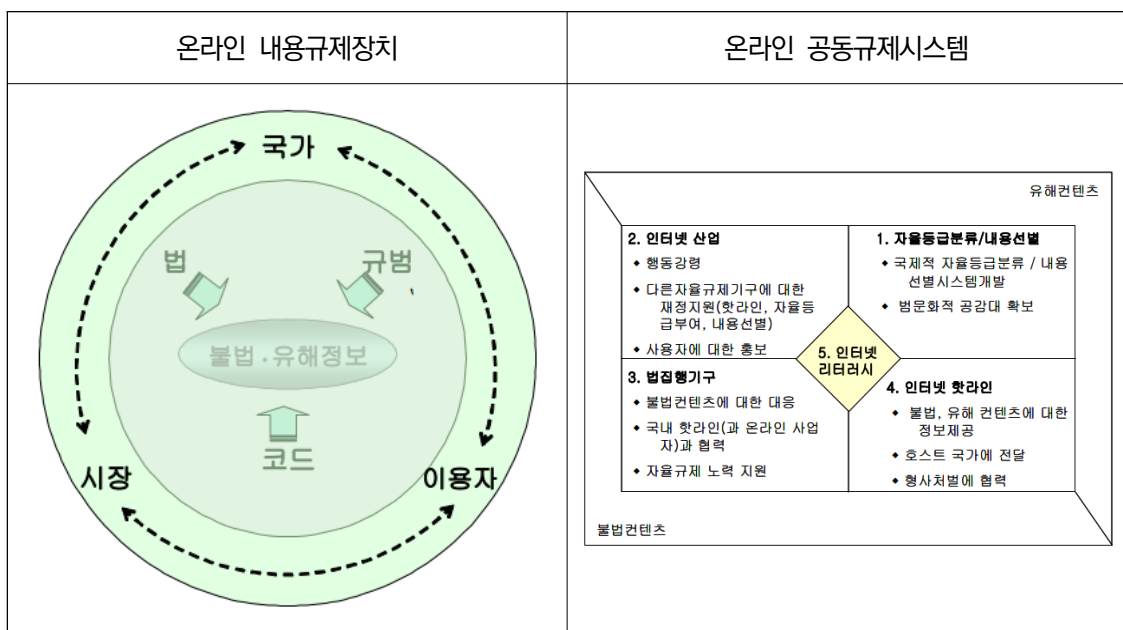 온라인 내용규제장치
온라인 공동규제시스템
국가
법
규범
불법·유해정보
코드
시장
이용자
유해컨텐츠
2. 인터넷 산업
◆ 행동강령
◆ 다른자율규제기구에 대한
재정지원(핫라인, 자율등
급부여, 내용선별)
◆ 사용자에 대한 홍보
1. 자율등급분류/내용선별
◆ 국제적 자율등급분류 / 내용
선별시스템개발
◆ 범문화적 공감대 확보
5. 인터넷
리터러시
3. 법집행기구
◆ 불법컨텐츠에 대한 대응
◆ 국내 핫라인(과 온라인 사업
자)과 협력
◆ 자율규제 노력 지원
4. 인터넷 핫라인
◆ 불법, 유해 컨텐츠에 대한
정보제공
◆ 호스트 국가에 전달
◆ 형사처벌에 협력
불법컨텐츠